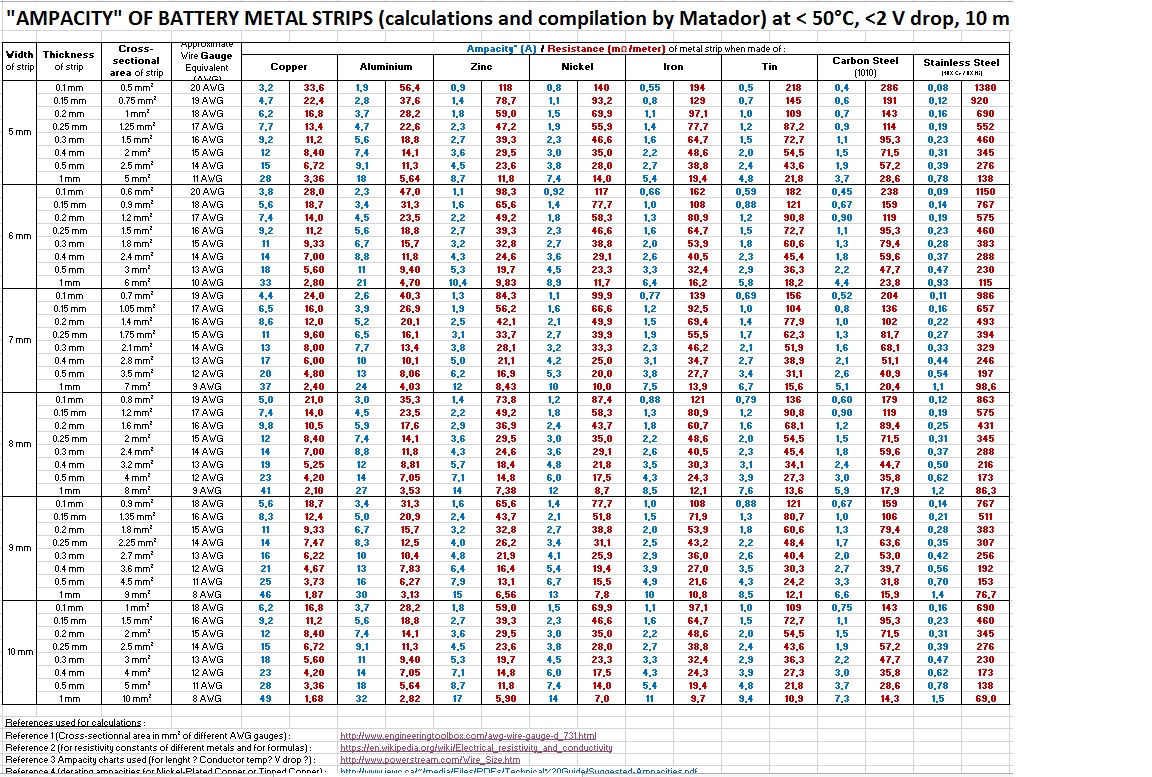 "AMPACITY" OF BATTERY METAL STRIPS (calculations and compilation by Matador) at < 50°C, <2 V drop, 10 m
Width of strip Thickness of strip Cross-sectional area of strip Approximate Wire Gauge Equivalent (AWG) Ampacity" (A) / Resistance (mΩ/meter) of metal strip when made of :
Copper Aluminium Zinc Nickel Iron Tin Carbon Steel (1010) Stainless Steel
5 mm
0.1 mm 0.5 mm² 20 AWG 3,2 33,6 1,9 56,4 0,9 118 0,8 140 0,55 194 0,5 218 0,4 286 0,08 1380
0.15 mm 0.75 mm² 19 AWG 4,7 22,4 2,8 37,6 1,4 78,7 1,1 93,2 0,8 129 0,7 145 0,6 191 0,12 920
0.2 mm 1 mm² 18 AWG 6,2 16,8 3,7 28,2 1,8 59,0 1,5 69,9 1,1 97,1 1,0 109 0,7 143 0,16 690
0.25 mm 1.25 mm² 17 AWG 7,7 13,4 4,7 22,6 2,3 47,2 1,9 55,9 1,4 77,7 1,2 87,2 0,9 114 0,19 552
0.3 mm 1.5 mm² 16 AWG 9,2 11,2 5,6 18,8 2,7 39,3 2,3 46,6 1,6 64,7 1,5 72,7 1,1 95,3 0,23 460
0.4 mm 2 mm² 15 AWG 12 8,40 7,4 14,1 3,6 29,5 3,0 35,0 2,2 48,6 2,0 54,5 1,5 71,5 0,31 345
0.5 mm 2.5 mm² 14 AWG 15 6,72 9,1 11,3 4,5 23,6 3,8 28,0 2,7 38,8 2,4 43,6 1,9 57,2 0,39 276
1 mm 5 mm² 11 AWG 28 3,36 18 5,64 8,7 11,8 7,4 14,0 5,4 19,4 4,8 21,8 3,7 28,6 0,78 138
6 mm
0.1 mm 0.6 mm² 20 AWG 3,8 28,0 2,3 47,0 1,1 98,3 0,92 117 0,66 162 0,59 182 0,45 238 0,09 1150
0.15 mm 0.9 mm² 18 AWG 5,6 18,7 3,4 31,3 1,6 65,6 1,4 77,7 1,0 108 0,88 121 0,67 159 0,14 767
0.2 mm 1.2 mm² 17 AWG 7,4 14,0 4,5 23,5 2,2 49,2 1,8 58,3 1,3 80,9 1,2 90,8 0,90 119 0,19 575
0.25 mm 1.5 mm² 16 AWG 9,2 11,2 5,6 18,8 2,7 39,3 2,3 46,6 1,6 64,7 1,5 72,7 1,1 95,3 0,23 460
0.3 mm 1.8 mm² 15 AWG 11 9,33 6,7 15,7 3,2 32,8 2,7 38,8 2,0 53,9 1,8 60,6 1,3 79,4 0,28 383
0.4 mm 2.4 mm² 14 AWG 14 7,00 8,8 11,8 4,3 24,6 3,6 29,1 2,6 40,5 2,3 45,4 1,8 59,6 0,37 288
0.5 mm 3 mm² 13 AWG 18 5,60 11 9,40 5,3 19,7 4,5 23,3 3,3 32,4 2,9 36,3 2,2 47,7 0,47 230
1 mm 6 mm² 10 AWG 33 2,80 21 4,70 10,4 9,83 8,9 11,7 6,4 16,2 5,8 18,2 4,4 23,8 0,93 115
7 mm
0.1 mm 0.7 mm² 19 AWG 4,4 24,0 2,6 40,3 1,3 84,3 1,1 99,9 0,77 139 0,69 156 0,52 204 0,11 986
0.15 mm 1.05 mm² 17 AWG 6,5 16,0 3,9 26,9 1,9 56,2 1,6 66,6 1,2 92,5 1,0 104 0,8 136 0,16 657
0.2 mm 1.4 mm² 16 AWG 8,6 12,0 5,2 20,1 2,5 42,1 2,1 49,9 1,5 69,4 1,4 77,9 1,0 102 0,22 493
0.25 mm 1.75 mm² 15 AWG 11 9,60 6,5 16,1 3,1 33,7 2,7 39,9 1,9 55,5 1,7 62,3 1,3 81,7 0,27 394
0.3 mm 2.1 mm² 14 AWG 13 8,00 7,7 13,4 3,8 28,1 3,2 33,3 2,3 46,2 2,1 51,9 1,6 68,1 0,33 329
0.4 mm 2.8 mm² 13 AWG 17 6,00 10 10,1 5,0 21,1 4,2 25,0 3,1 34,7 2,7 38,9 2,1 51,1 0,44 246
0.5 mm 3.5 mm² 12 AWG 20 4,80 13 8,06 6,2 16,9 5,3 20,0 3,8 27,7 3,4 31,1 2,6 40,9 0,54 197
1 mm 7 mm² 9 AWG 37 2,40 24 4,03 12 8,43 10 10,0 7,5 13,9 6,7 15,6 5,1 20,4 1,1 98,6
8 mm
0.1 mm 0.8 mm² 19 AWG 5,0 21,0 3,0 35,3 1,4 73,8 1,2 87,4 0,88 121 0,79 136 0,60 179 0,12 863
0.15 mm 1.2 mm² 17 AWG 7,4 14,0 4,5 23,5 2,2 49,2 1,8 58,3 1,3 80,9 1,2 90,8 0,90 119 0,19 575
0.2 mm 1.6 mm² 16 AWG 9,8 10,5 5,9 17,6 2,9 36,9 2,4 43,7 1,8 60,7 1,6 68,1 1,2 89,4 0,25 431
0.25 mm 2 mm² 15 AWG 12 8,40 7,4 14,1 3,6 29,5 3,0 35,0 2,2 48,6 2,0 54,5 1,5 71,5 0,31 345
0.3 mm 2.4 mm² 14 AWG 14 7,00 8,8 11,8 4,3 24,6 3,6 29,1 2,6 40,5 2,3 45,4 1,8 59,6 0,37 288
0.4 mm 3.2 mm² 13 AWG 19 5,25 12 8,81 5,7 18,4 4,8 21,8 3,5 30,3 3,1 34,1 2,4 44,7 0,50 216
0.5 mm 4 mm² 12 AWG 23 4,20 14 7,05 7,1 14,8 6,0 17,5 4,3 24,3 3,9 27,3 3,0 35,8 0,62 173
1 mm 8 mm² 9 AWG 41 2,10 27 3,53 14 7,38 12 8,7 8,5 12,1 7,6 13,6 5,9 17,9 1,2 86,3
9 mm
0.1 mm 0.9 mm² 18 AWG 5,6 18,7 3,4 31,3 1,6 65,6 1,4 77,7 1,0 108 0,88 121 0,67 159 0,14 767
0.15 mm 1.35 mm² 16 AWG 8,3 12,4 5,0 20,9 2,4 43,7 2,1 51,8 1,5 71,9 1,3 80,7 1,0 106 0,21 511
0.2 mm 1.8 mm² 15 AWG 11 9,33 6,7 15,7 3,2 32,8 2,7 38,8 2,0 53,9 1,8 60,6 1,3 79,4 0,28 383
0.25 mm 2.25 mm² 14 AWG 14 7,47 8,3 12,5 4,0 26,2 3,4 31,1 2,5 43,2 2,2 48,4 1,7 63,6 0,35 307
0.3 mm 2.7 mm² 13 AWG 16 6,22 10 10,4 4,8 21,9 4,1 25,9 2,9 36,0 2,6 40,4 2,0 53,0 0,42 256
0.4 mm 3.6 mm² 12 AWG 21 4,67 13 7,83 6,4 16,4 5,4 19,4 3,9 27,0 3,5 30,3 2,7 39,7 0,56 192
0.5 mm 4.5 mm² 11 AWG 25 3,73 16 6,27 7,9 13,1 6,7 15,5 4,9 21,6 4,3 24,2 3,3 31,8 0,70 153
1 mm 9 mm² 8 AWG 46 1,87 30 3,13 15 6,56 13 7,8 10 10,8 8,5 12,1 6,6 15,9 1,4 76,7
10 mm
0.1 mm 1 mm² 18 AWG 6,2 16,8 3,7 28,2 1,8 59,0 1,5 69,9 1,1 97,1 1,0 109 0,75 143 0,16 690
0.15 mm 1.5 mm² 16 AWG 9,2 11,2 5,6 18,8 2,7 39,3 2,3 46,6 1,6 64,7 1,5 72,7 1,1 95,3 0,23 460
0.2 mm 2 mm² 15 AWG 12 8,40 7,4 14,1 3,6 29,5 3,0 35,0 2,2 48,6 2,0 54,5 1,5 71,5 0,31 345
0.25 mm 2.5 mm² 14 AWG 15 6,72 9,1 11,3 4,5 23,6 3,8 28,0 2,7 38,8 2,4 43,6 1,9 57,2 0,39 276
0.3 mm 3 mm² 13 AWG 18 5,60 11 9,40 5,3 19,7 4,5 23,3 3,3 32,4 2,9 36,3 2,2 47,7 0,47 230
0.4 mm 4 mm² 12 AWG 23 4,20 14 7,05 7,1 14,8 6,0 17,5 4,3 24,3 3,9 27,3 3,0 35,8 0,62 173
0.5 mm 5 mm² 11 AWG 28 3,36 18 5,64 8,7 11,8 7,4 14,0 5,4 19,4 4,8 21,8 3,7 28,6 0,78 138
1 mm 10 mm² 8 AWG 49 1,68 32 2,82 17 5,90 14 7,0 11 9,7 9,4 10,9 7,3 14,3 1,5 69,0
References used for calculations :
Reference 1 (Cross-sectionnal area in mm² of different AWG gauges) : http://www.engineeringtoolbox.com/awg-wire-gauge-d_731.html
Reference 2 (for resistivity constants of different metals and for formulas) : https://en.wikipedia.org/wiki/Electrical_resistivity_and_conductivity
Reference 3 Ampacity charts used (for lenght ? Conductor temp? V drop ?) : http://www.powerstream.com/Wire_Size.htm
Reference 4 (derating ampacities for Nickel-Plated Copper or Tinned Copper) : http://www.iewc.ca/~/media/Files/PDFs/Technical%20Guide/Suggested-Ampacities.pdf